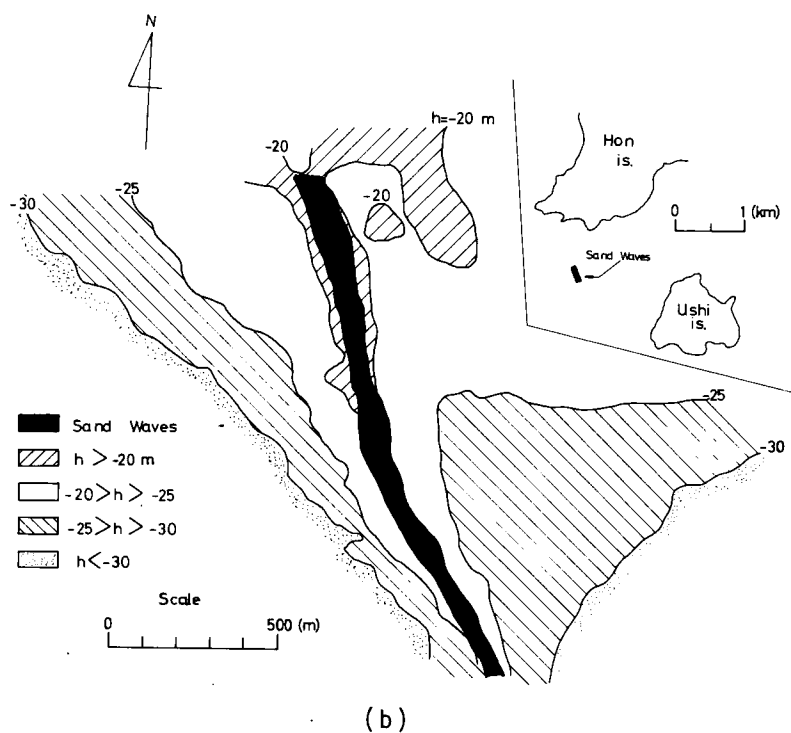 N
h=-20 m
-20
-20
-25
-30
Hon
is.
0 1 (km)
Sand Waves
Ushi
is.
-25
-30
Sand Waves
h > -20 m
-20>h > -25
-25>h > -30
h<-30
Scale
0 500 (m)
(b)